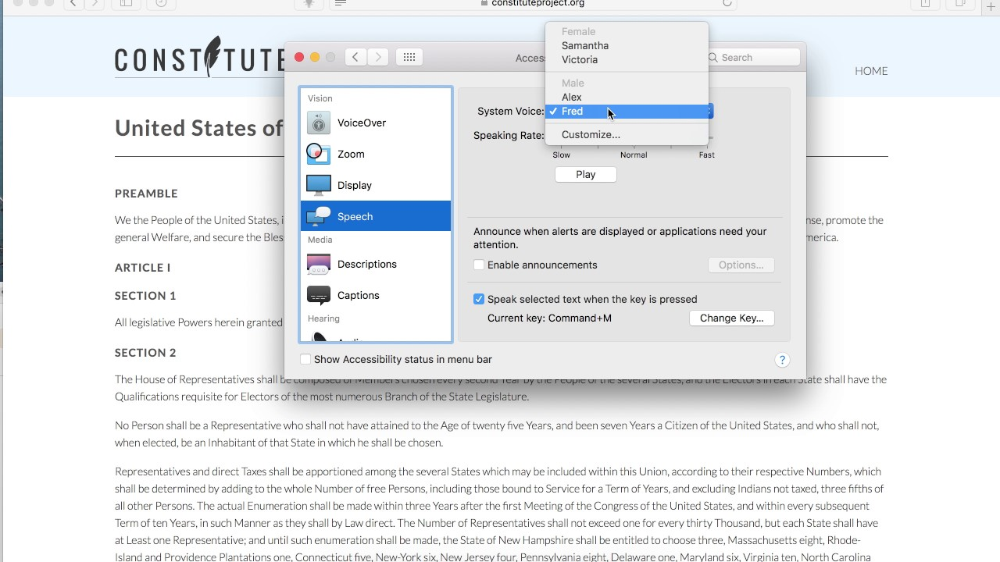 constituteproject.org
CONSTITUTE
HOME
Access
Search
Female
Samantha
Victoria
Male
Alex
✓ Fred
Customize...
Vision
VoiceOver
Zoom
Display
Speech
Media
Descriptions
Captions
Hearing
System Voice:
Speaking Rate:
Slow Normal Fast
Play
Announce when alerts are displayed or applications need your
attention.
Enable announcements
Options...
Speak selected text when the key is pressed
Current key: Command+M
Change Key...
Show Accessibility status in menu bar
?
United States of
PREAMBLE
We the People of the United States, promote the
general Welfare, and secure the
ARTICLE I
SECTION 1
All legislative Powers herein granted
SECTION 2
The House of Representatives shall be composed of Members chosen every second Year by the People of the several States, and the Electors in each State shall have the
Qualifications requisite for Electors of the most numerous Branch of the State Legislature.
No Person shall be a Representative who shall not have attained to the Age of twenty five Years, and been seven Years a Citizen of the United States, and who shall not,
when elected, be an Inhabitant of that State in which he shall be chosen.
Representatives and direct Taxes shall be apportioned among the several States which may be included within this Union, according to their respective Numbers, which
shall be determined by adding to the whole Number of free Persons, including those bound to Service for a Term of Years, and excluding Indians not taxed, three fifths of
all other Persons. The actual Enumeration shall be made within three Years after the first Meeting of the Congress of the United States, and within every subsequent
Term of ten Years, in such Manner as they shall by Law direct. The Number of Representatives shall not exceed one for every thirty Thousand, but each State shall have
at Least one Representative; and until such enumeration shall be made, the State of New Hampshire shall be entitled to choose three, Massachusetts eight, Rhode-
Island and Providence Plantations one, Connecticut five, New-York six, New Jersey four, Pennsylvania eight, Delaware one, Maryland six, Virginia ten, North Carolina